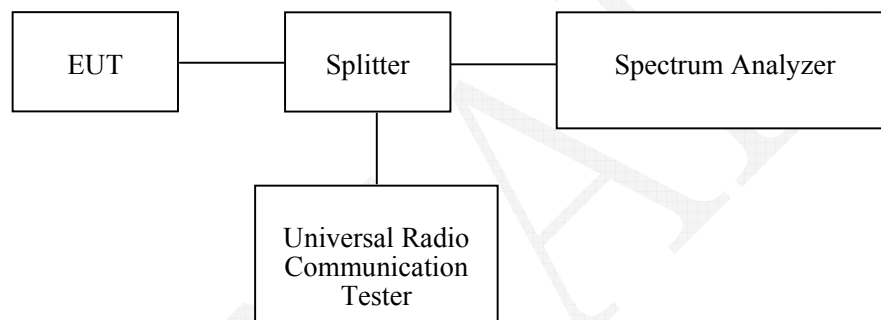 EUT
Splitter
Spectrum Analyzer
Universal Radio
Communication
Tester